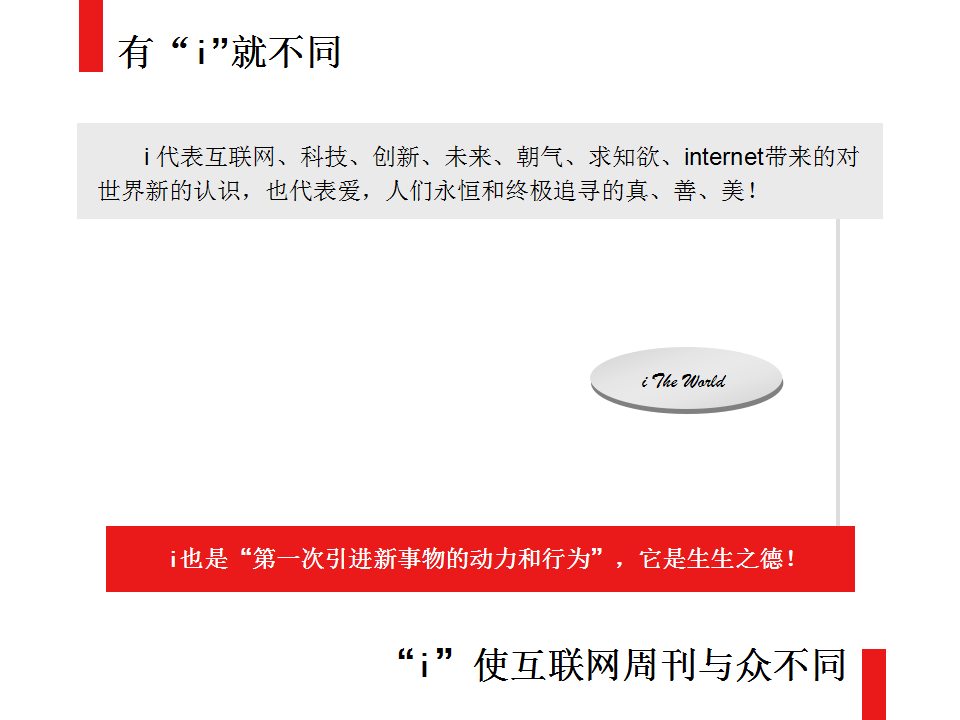 有“i”就不同
i 代表互联网、科技、创新、未来、朝气、求知欲、internet带来的对
世界新的认识，也代表爱，人们永恒和终极追寻的真、善、美！
i The World
i也是“第一次引进新事物的动力和行为”，它是生生之德！
“i”使互联网周刊与众不同